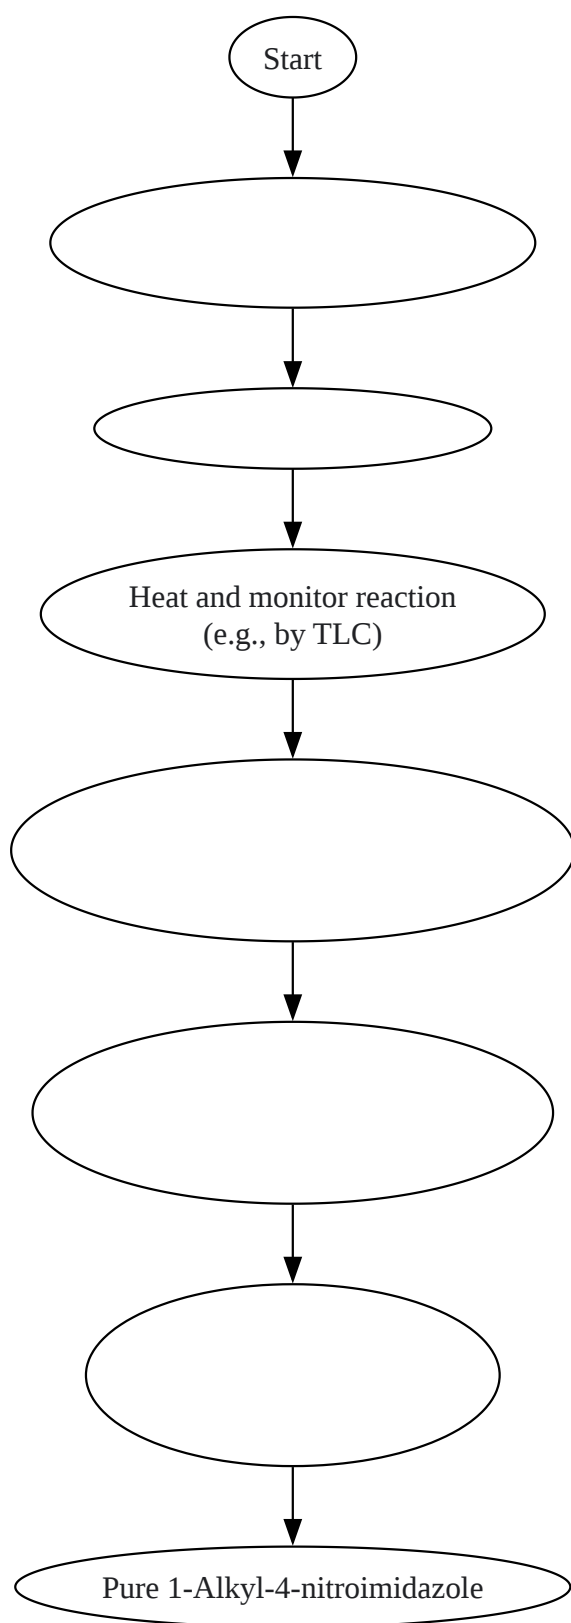 Start
Heat and monitor reaction
(e.g., by TLC)
Pure 1-Alkyl-4-nitroimidazole